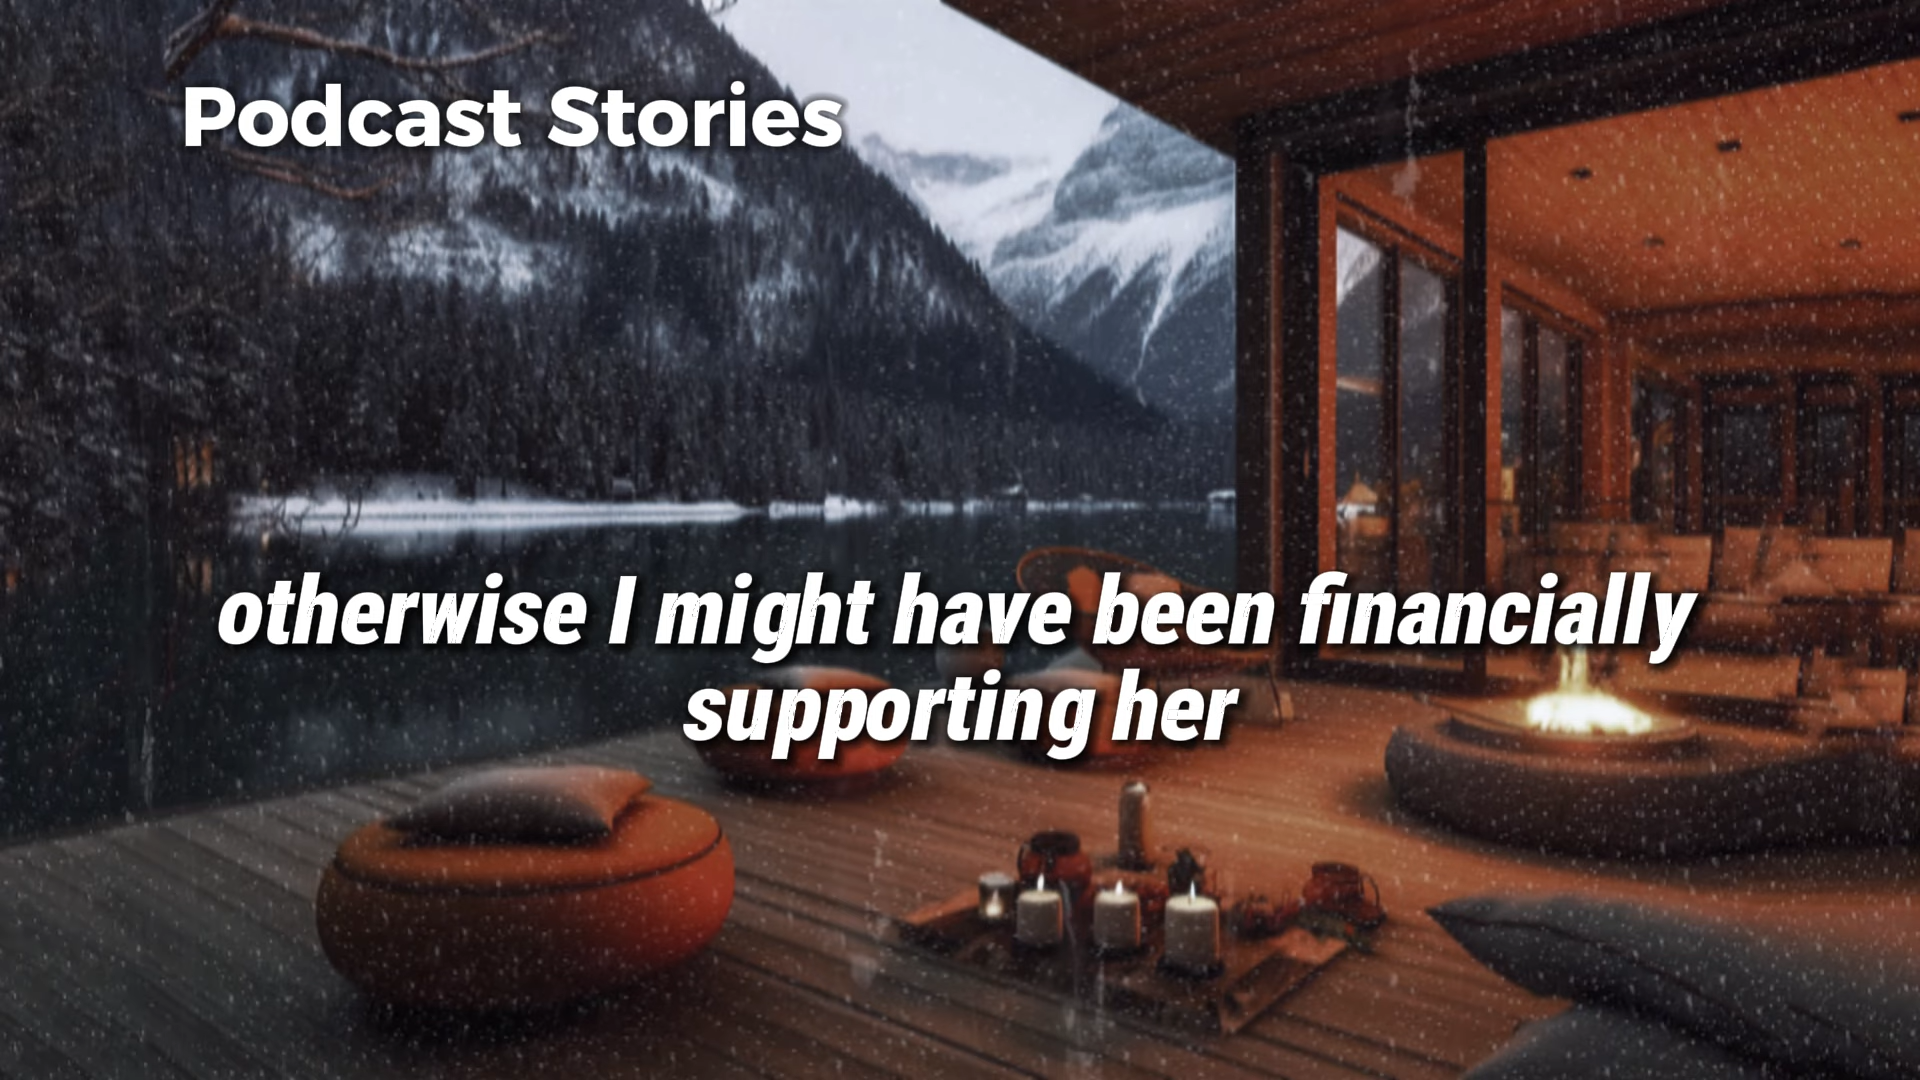 Podcast Stories
otherwise I might have been financially
supporting her